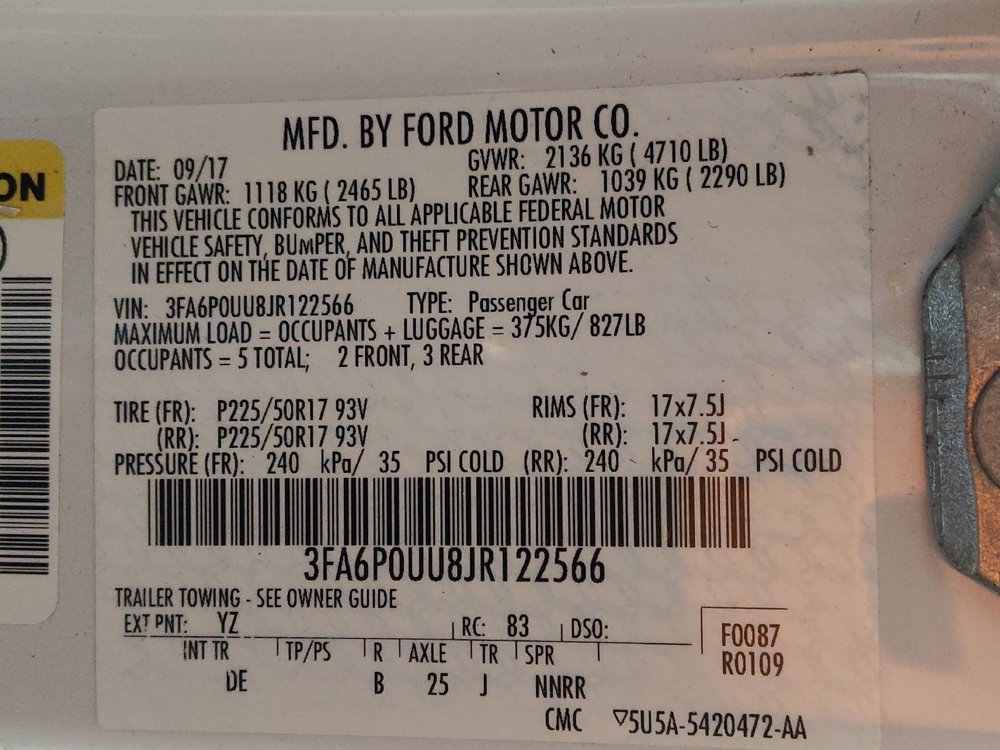 ON
MFD. BY FORD MOTOR CO.
DATE: 09/17 GVWR: 2136 KG ( 4710 LB)
FRONT GAWR: 1118 KG ( 2465 LB) REAR GAWR: 1039 KG ( 2290 LB)
THIS VEHICLE CONFORMS TO ALL APPLICABLE FEDERAL MOTOR
VEHICLE SAFETY, BUMPER, AND THEFT PREVENTION STANDARDS
IN EFFECT ON THE DATE OF MANUFACTURE SHOWN ABOVE.
VIN: 3FA6P0UU8JR122566 TYPE: Passenger Car
MAXIMUM LOAD = OCCUPANTS + LUGGAGE = 375KG/ 827LB
OCCUPANTS = 5 TOTAL; 2 FRONT, 3 REAR
TIRE (FR): P225/50R17 93V RIMS (FR): 17x7.5J
(RR): P225/50R17 93V (RR): 17x7.5J
PRESSURE (FR): 240 kPa/ 35 PSI COLD (RR): 240 kPa/ 35 PSI COLD
3FA6P0UU8JR122566
TRAILER TOWING - SEE OWNER GUIDE
EXT PNT: YZ RC: 83 DSO:
F0087
INT TR TP/PS R AXLE TR SPR
R0109
DE B 25 J NNRR
CMC ▽5U5A-5420472-AA